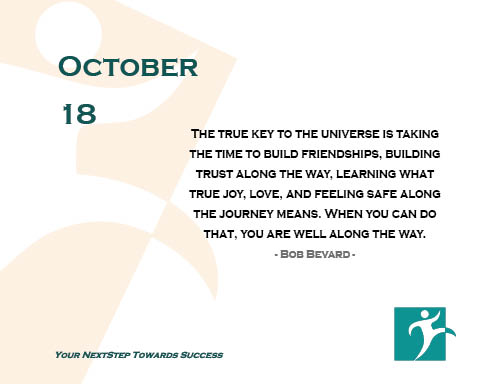 October
18
The true key to the universe is taking
the time to build friendships, building
trust along the way, learning what
true joy, love, and feeling safe along
the journey means. When you can do
that, you are well along the way.
- Bob Bevard -
Your NextStep Towards Success